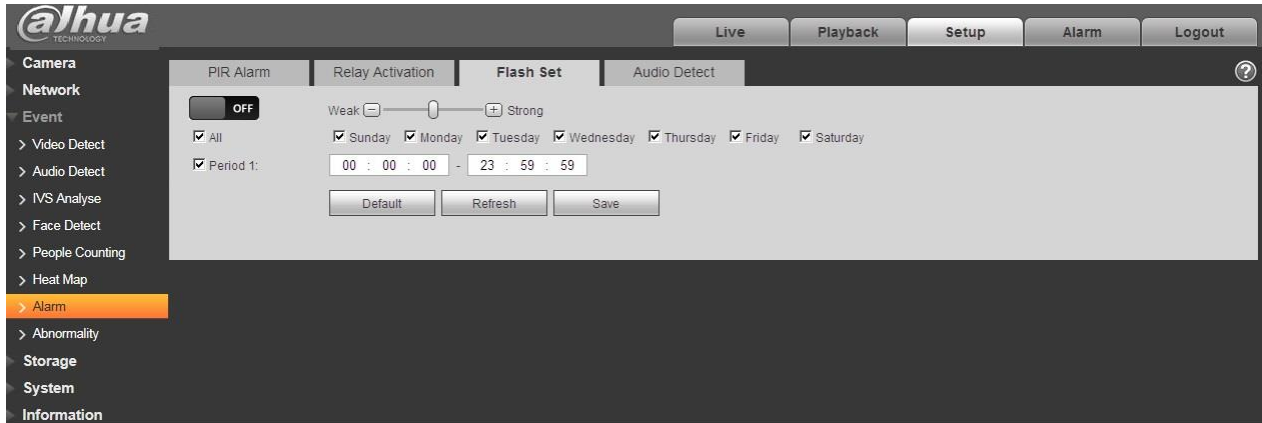 alhua
TECHNOLOGY
Live Playback Setup Alarm Logout
Camera
Network
Event
> Video Detect
> Audio Detect
> IVS Analyse
> Face Detect
> People Counting
> Heat Map
> Alarm
> Abnormality
Storage
System
Information
PIR Alarm Relay Activation Flash Set Audio Detect
?
OFF Weak - + Strong
All Sunday Monday Tuesday Wednesday Thursday Friday Saturday
Period 1: 00 : 00 : 00 - 23 : 59 : 59
Default Refresh Save